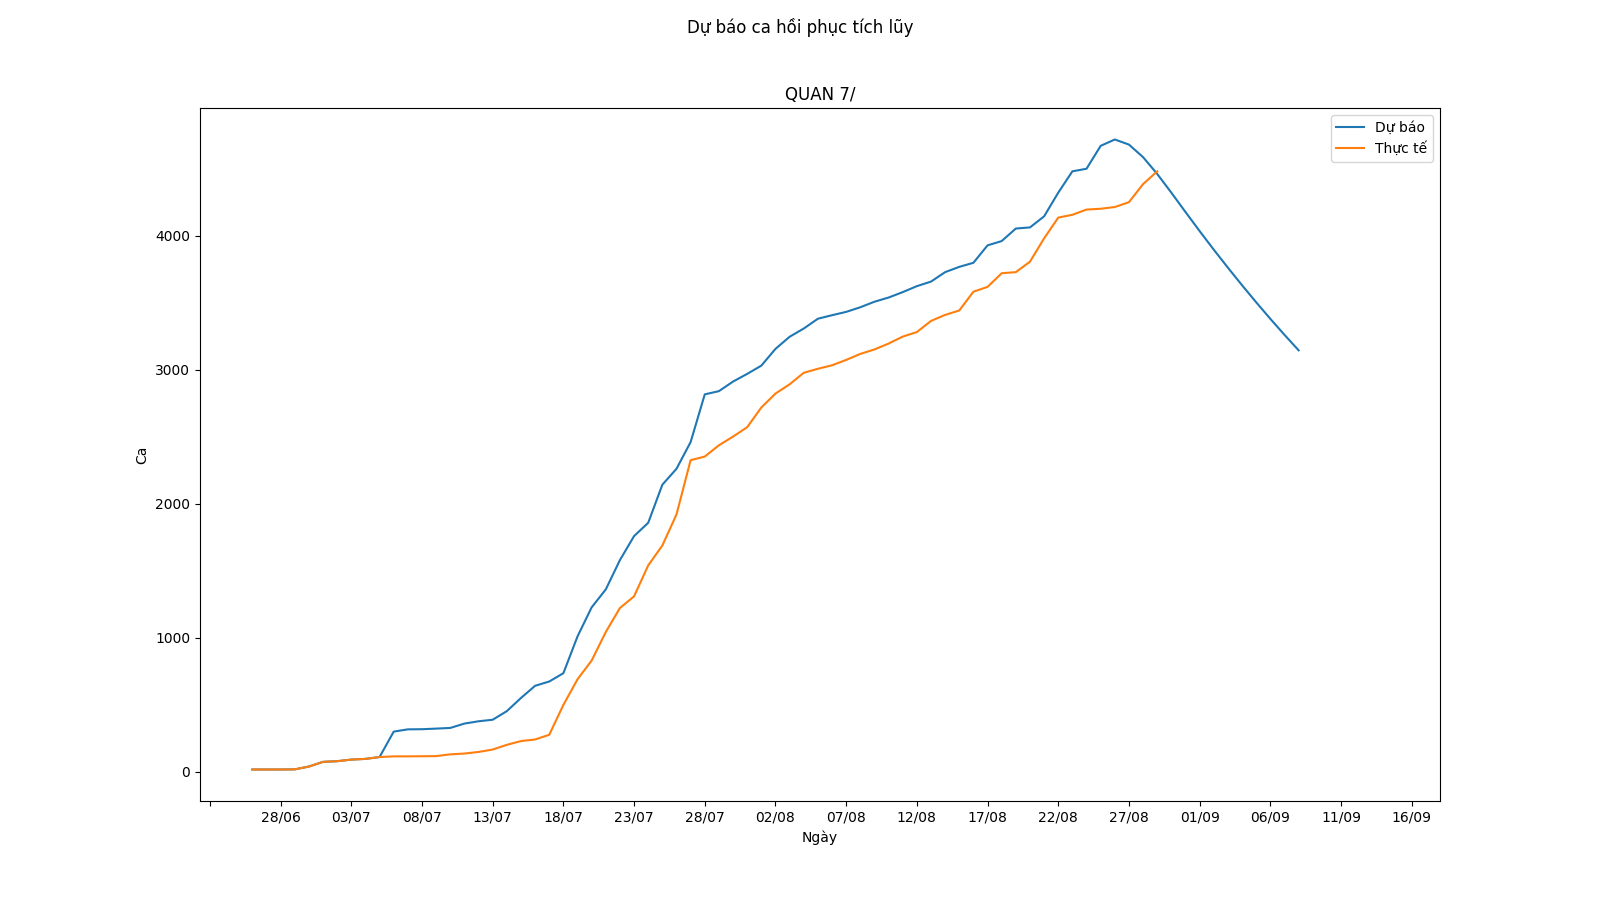 Dự báo ca hồi phục tích lũy
QUAN 7/
Dự báo
Thực tế
4000
3000
2000
1000
0
Ca
28/06 03/07 08/07 13/07 18/07 23/07 28/07 02/08 07/08 12/08 17/08 22/08 27/08 01/09 06/09 11/09 16/09
Ngày